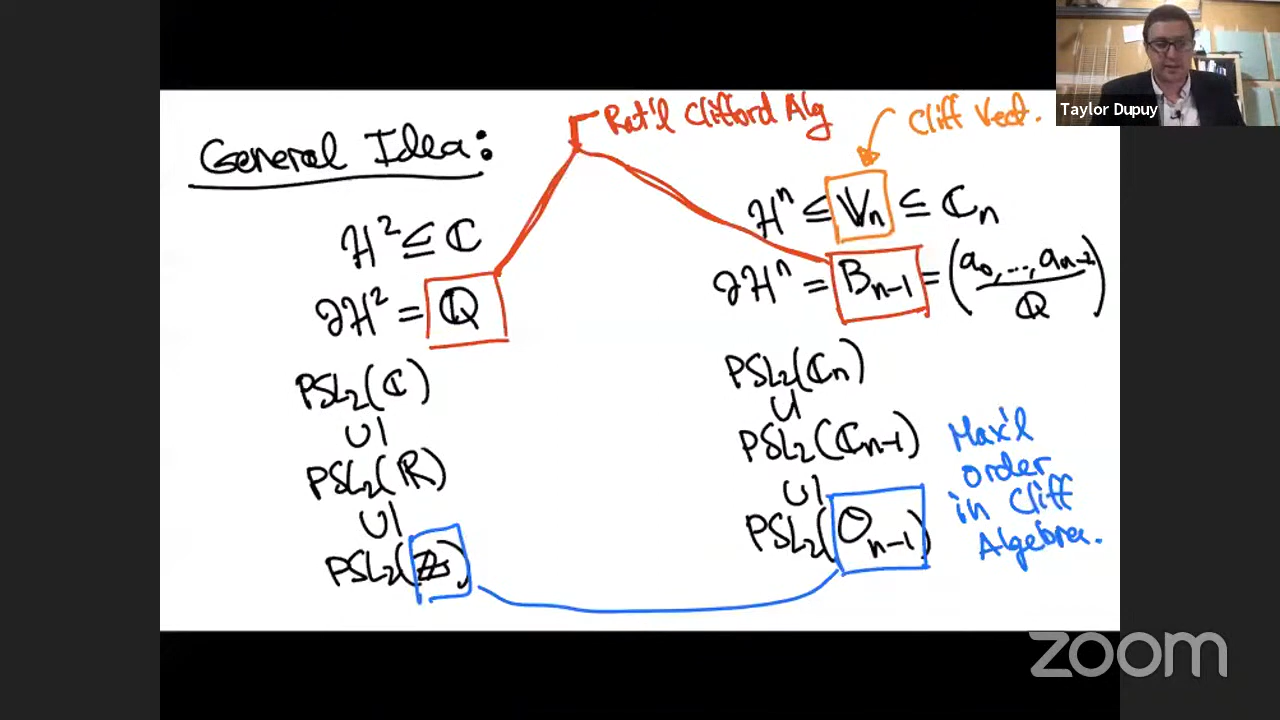 Taylor Dupuy
General Idea:
Rat'l Clifford Alg
Cliff Vect.
H² ⊆ ℂ
∂H² = ℚ
PSL₂(ℂ)
∪|
PSL₂(ℝ)
∪|
PSL₂(ℤ)
Hⁿ ⊆ 𝕍ₙ ⊆ ℂₙ
∂Hⁿ = Bₙ₋₁ = (a₀, ..., aₙ₋₂ / ℚ)
PSL₂(ℂₙ)
∪|
PSL₂(ℂₙ₋₁)
∪|
PSL₂(Oₙ₋₁)
Max'l
order
in Cliff
Algebra.
zoom